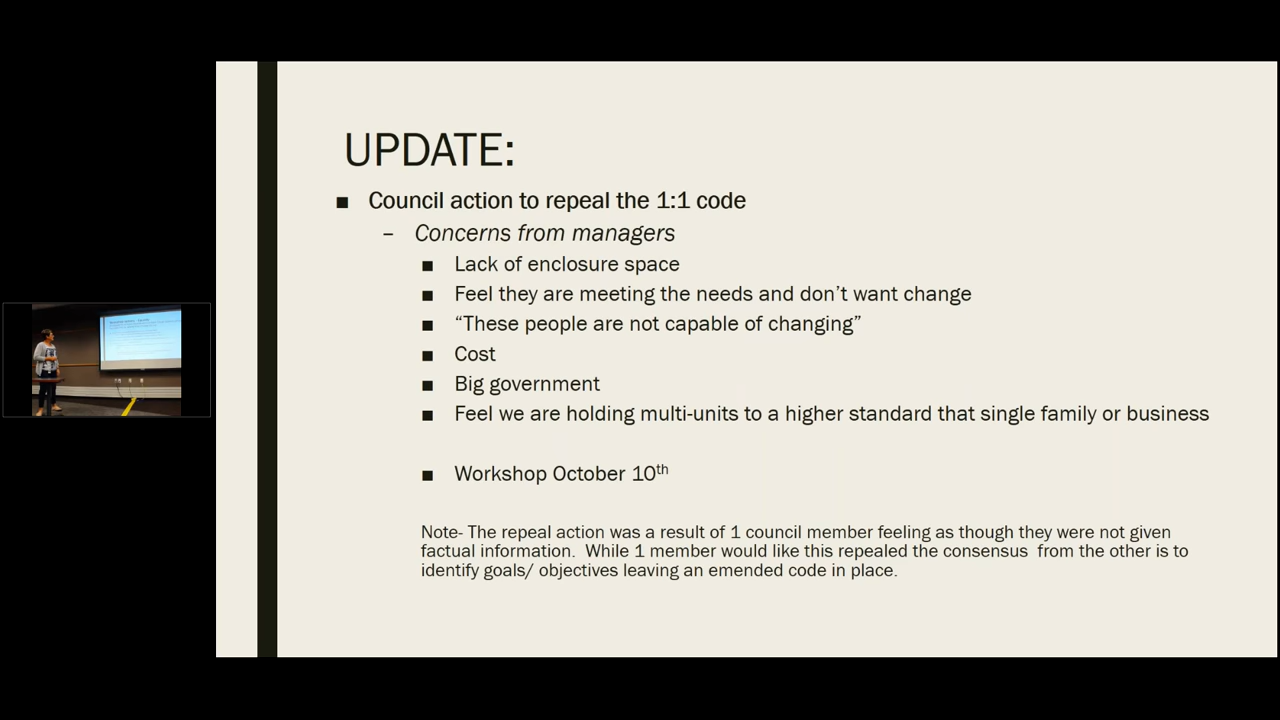 UPDATE:
■ Council action to repeal the 1:1 code
– Concerns from managers
■ Lack of enclosure space
■ Feel they are meeting the needs and don’t want change
■ “These people are not capable of changing”
■ Cost
■ Big government
■ Feel we are holding multi-units to a higher standard that single family or business
■ Workshop October 10th
Note- The repeal action was a result of 1 council member feeling as though they were not given
factual information. While 1 member would like this repealed the consensus from the other is to
identify goals/ objectives leaving an emended code in place.